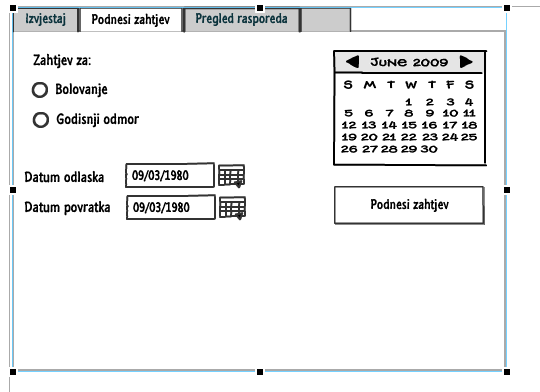 Izvjestaj Podnesi zahtjev Pregled rasporeda
Zahtjev za:
Bolovanje
Godisnji odmor
Datum odlaska 09/03/1980
Datum povratka 09/03/1980
JUNE 2009
S M T W T F S
1 2 3 4
5 6 7 8 9 10 11
12 13 14 15 16 17 18
19 20 21 22 23 24 25
26 27 28 29 30
Podnesi zahtjev